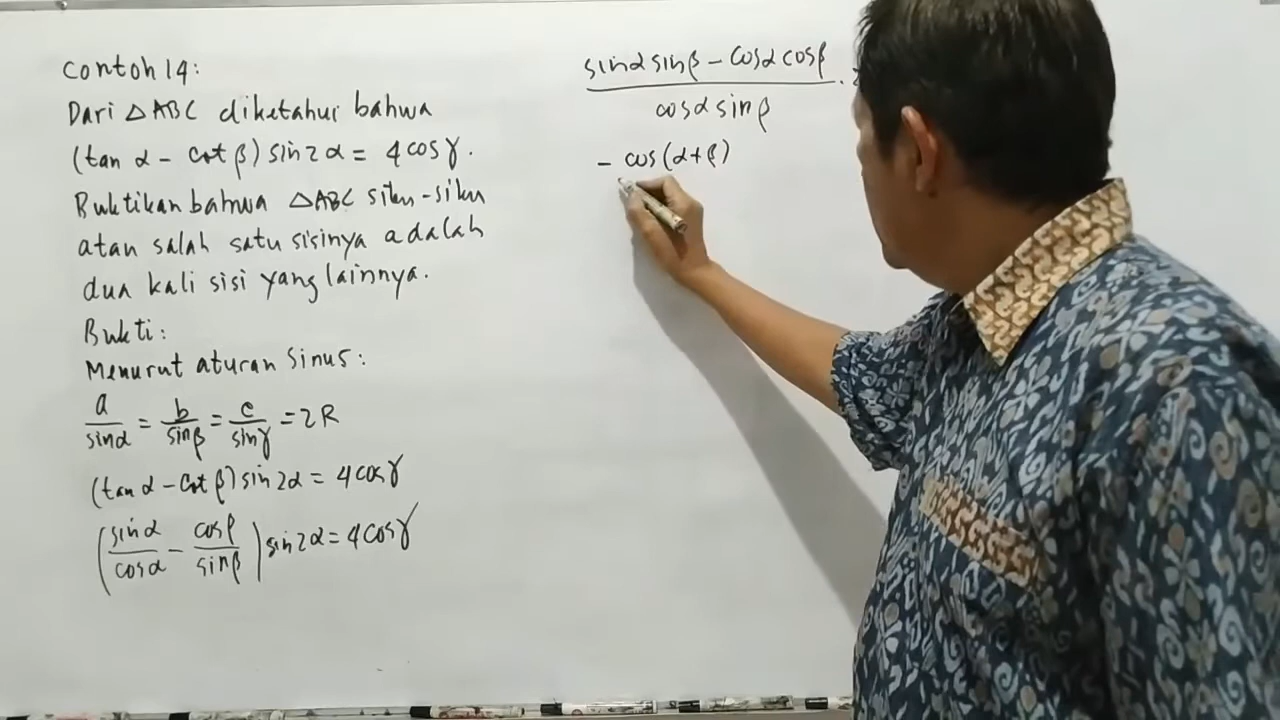 Contoh 14:
Dari △ABC diketahui bahwa
(tan α − Cot β) sin 2α = 4 cos γ.
Buktikan bahwa △ABC siku-siku
atau salah satu sisinya adalah
dua kali sisi yang lainnya.
Bukti:
Menurut aturan sinus:
a/sin α = b/sin β = c/sin γ = 2R
(tan α − Cot β) sin 2α = 4 cos γ
(sin α/cos α − cos β/sin β) sin 2α = 4 cos γ
sin α sin β − cos α cos β
cos α sin β
− cos(α+β)